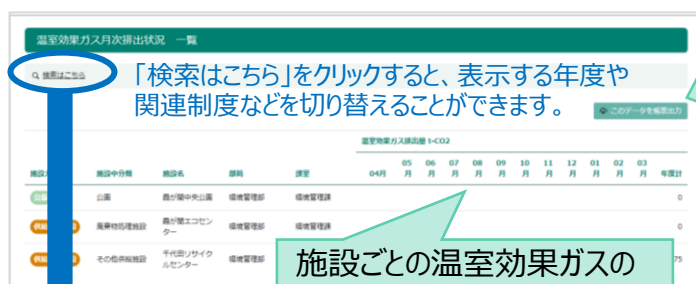 温室効果ガス月次排出状況 一覧
検索はこちら
「検索はこちら」をクリックすると、表示する年度や
関連制度などを切り替えることができます。
このデータを帳票出力
温室効果ガス排出量 t-CO2
施設中分類 施設名 部局 課室 04月 05月 06月 07月 08月 09月 10月 11月 12月 01月 02月 03月 年度計
公園 霞が関中央公園 環境管理部 環境管理課 0
廃棄物処理施設 霞が関エコセンター 環境管理部 環境管理課 0
その他供給施設 千代田リサイクルセンター 環境管理部 環境管理課 75
施設ごとの温室効果ガスの